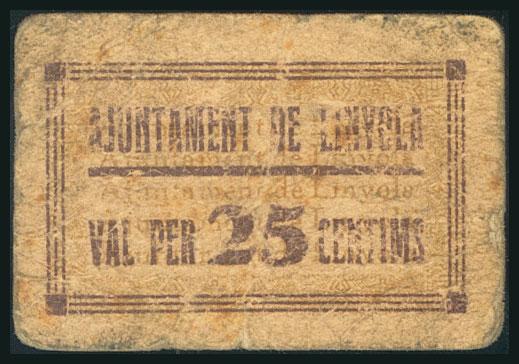 AJUNTAMENT DE LINYOLA
Ajuntament de Linyola
Ajuntament de Linyola
VAL PER 25 CENTIMS